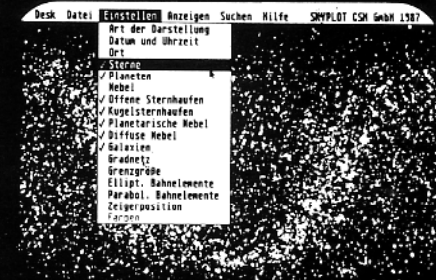 Desk Datei Einstellen Anzeigen Suchen Hilfe SKYPLOT CSM GmbH 1987
Art der Darstellung
Datum und Uhrzeit
Ort
✓ Sterne
✓ Planeten
Nebel
✓ Offene Sternhaufen
✓ Kugelsternhaufen
✓ Planetarische Nebel
✓ Diffuse Nebel
✓ Galaxien
Gradnetz
Grenzgröße
Ellipt. Bahnelemente
Parabol. Bahnelemente
Zeigerposition
Farben